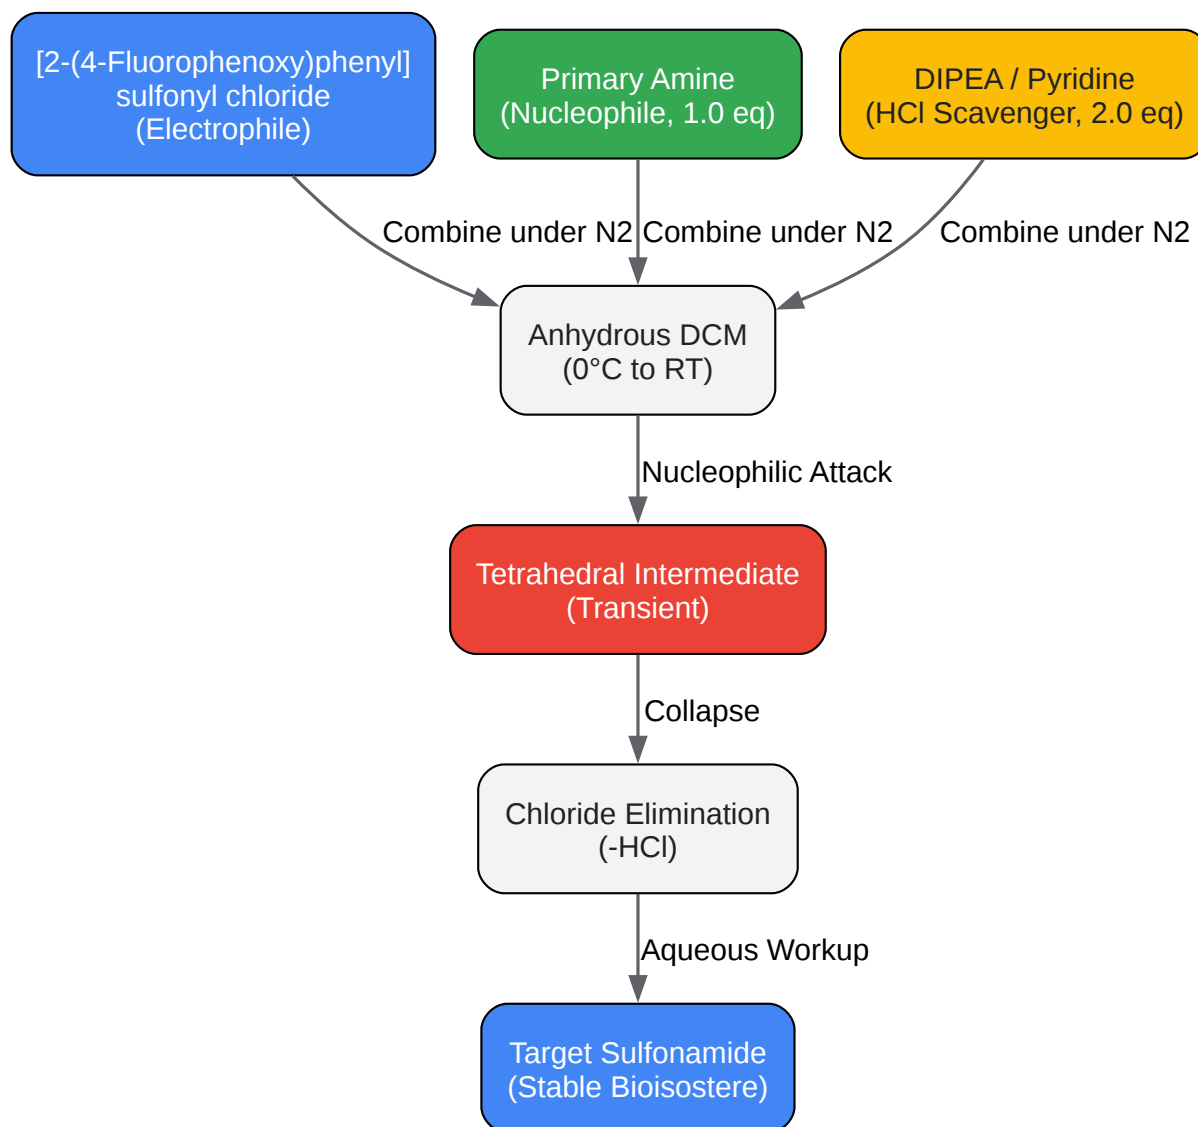 [2-(4-Fluorophenoxy)phenyl]
sulfonyl chloride
(Electrophile)
Primary Amine
(Nucleophile, 1.0 eq)
DIPEA / Pyridine
(HCl Scavenger, 2.0 eq)
Combine under N2
Combine under N2
Combine under N2
Anhydrous DCM
(0°C to RT)
Nucleophilic Attack
Tetrahedral Intermediate
(Transient)
Collapse
Chloride Elimination
(-HCl)
Aqueous Workup
Target Sulfonamide
(Stable Bioisostere)